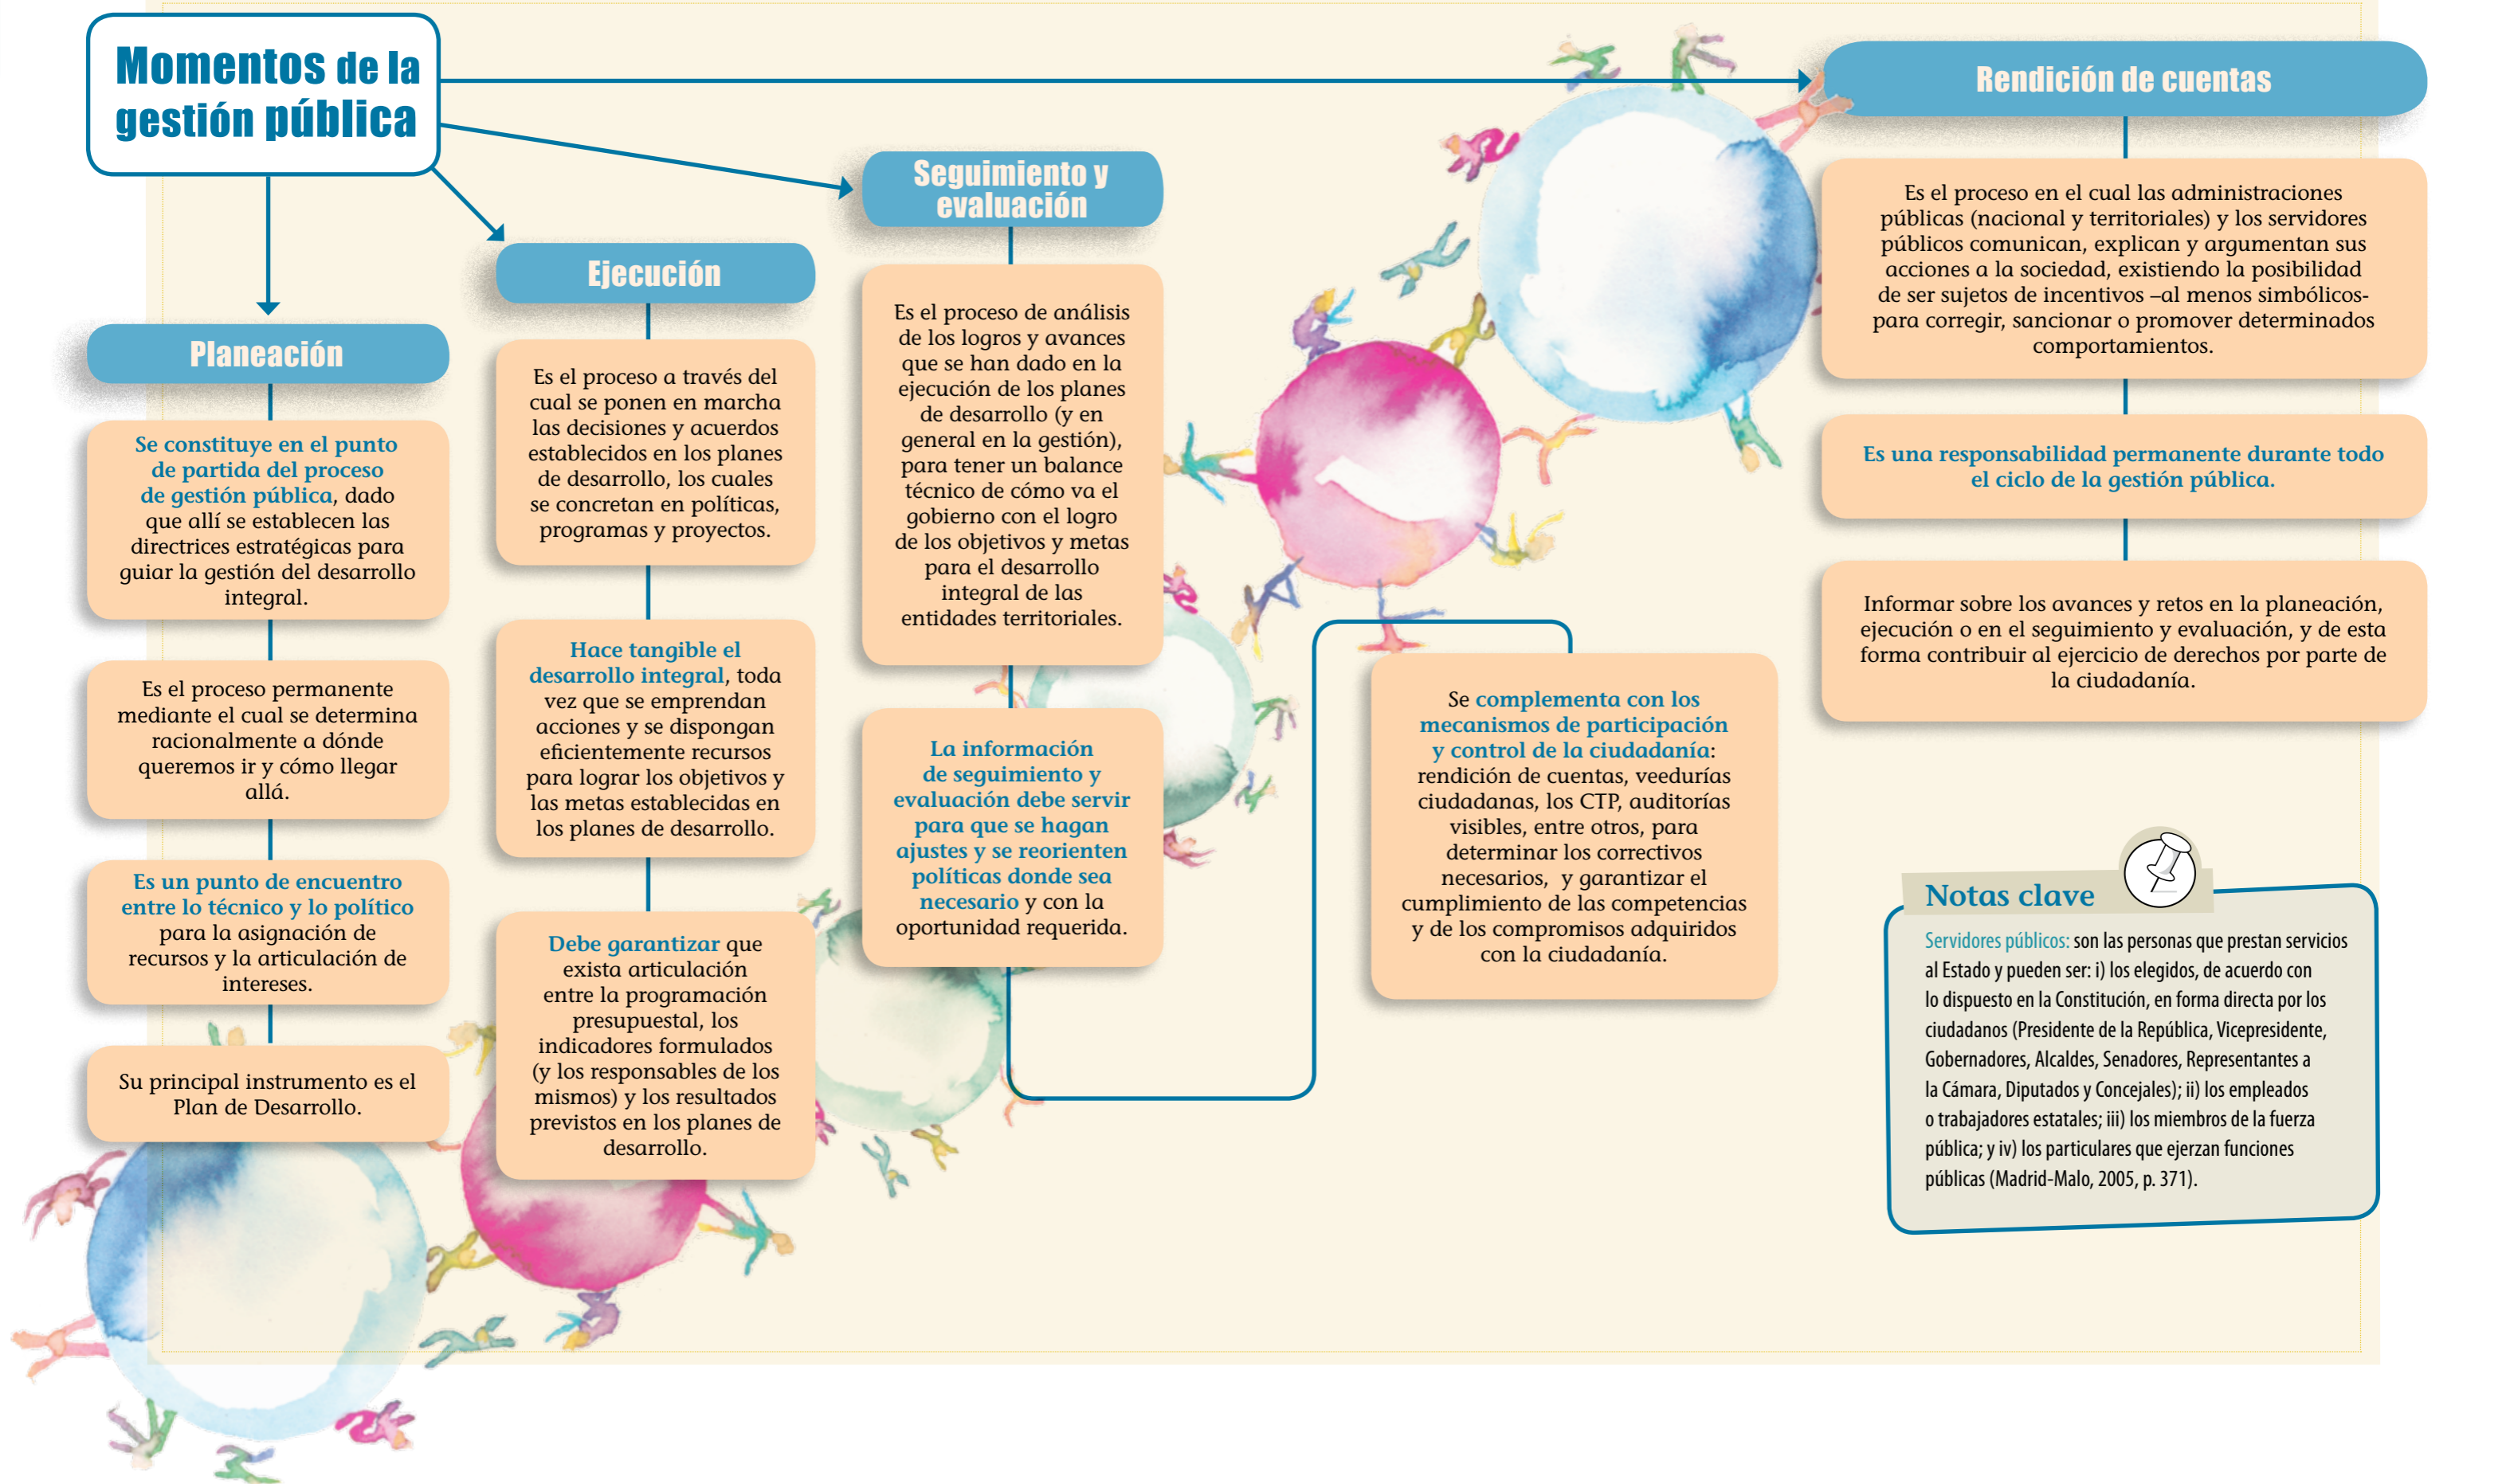 Momentos de la
gestión pública
Planeación
Se constituye en el punto
de partida del proceso
de gestión pública, dado
que allí se establecen las
directrices estratégicas para
guiar la gestión del desarrollo
integral.
Es el proceso permanente
mediante el cual se determina
racionalmente a dónde
queremos ir y cómo llegar
allá.
Es un punto de encuentro
entre lo técnico y lo político
para la asignación de
recursos y la articulación de
intereses.
Su principal instrumento es el
Plan de Desarrollo.
Ejecución
Es el proceso a través del
cual se ponen en marcha
las decisiones y acuerdos
establecidos en los planes
de desarrollo, los cuales
se concretan en políticas,
programas y proyectos.
Hace tangible el
desarrollo integral, toda
vez que se emprendan
acciones y se dispongan
eficientemente recursos
para lograr los objetivos y
las metas establecidas en
los planes de desarrollo.
Debe garantizar que
exista articulación
entre la programación
presupuestal, los
indicadores formulados
(y los responsables de los
mismos) y los resultados
previstos en los planes de
desarrollo.
Seguimiento y
evaluación
Es el proceso de análisis
de los logros y avances
que se han dado en la
ejecución de los planes
de desarrollo (y en
general en la gestión),
para tener un balance
técnico de cómo va el
gobierno con el logro
de los objetivos y metas
para el desarrollo
integral de las
entidades territoriales.
La información
de seguimiento y
evaluación debe servir
para que se hagan
ajustes y se reorienten
políticas donde sea
necesario y con la
oportunidad requerida.
Se complementa con los
mecanismos de participación
y control de la ciudadanía:
rendición de cuentas, veedurías
ciudadanas, los CTP, auditorías
visibles, entre otros, para
determinar los correctivos
necesarios, y garantizar el
cumplimiento de las competencias
y de los compromisos adquiridos
con la ciudadanía.
Rendición de cuentas
Es el proceso en el cual las administraciones
públicas (nacional y territoriales) y los servidores
públicos comunican, explican y argumentan sus
acciones a la sociedad, existiendo la posibilidad
de ser sujetos de incentivos –al menos simbólicos-
para corregir, sancionar o promover determinados
comportamientos.
Es una responsabilidad permanente durante todo
el ciclo de la gestión pública.
Informar sobre los avances y retos en la planeación,
ejecución o en el seguimiento y evaluación, y de esta
forma contribuir al ejercicio de derechos por parte de
la ciudadanía.
Notas clave
Servidores públicos: son las personas que prestan servicios
al Estado y pueden ser: i) los elegidos, de acuerdo con
lo dispuesto en la Constitución, en forma directa por los
ciudadanos (Presidente de la República, Vicepresidente,
Gobernadores, Alcaldes, Senadores, Representantes a
la Cámara, Diputados y Concejales); ii) los empleados
o trabajadores estatales; iii) los miembros de la fuerza
pública; y iv) los particulares que ejerzan funciones
públicas (Madrid-Malo, 2005, p. 371).